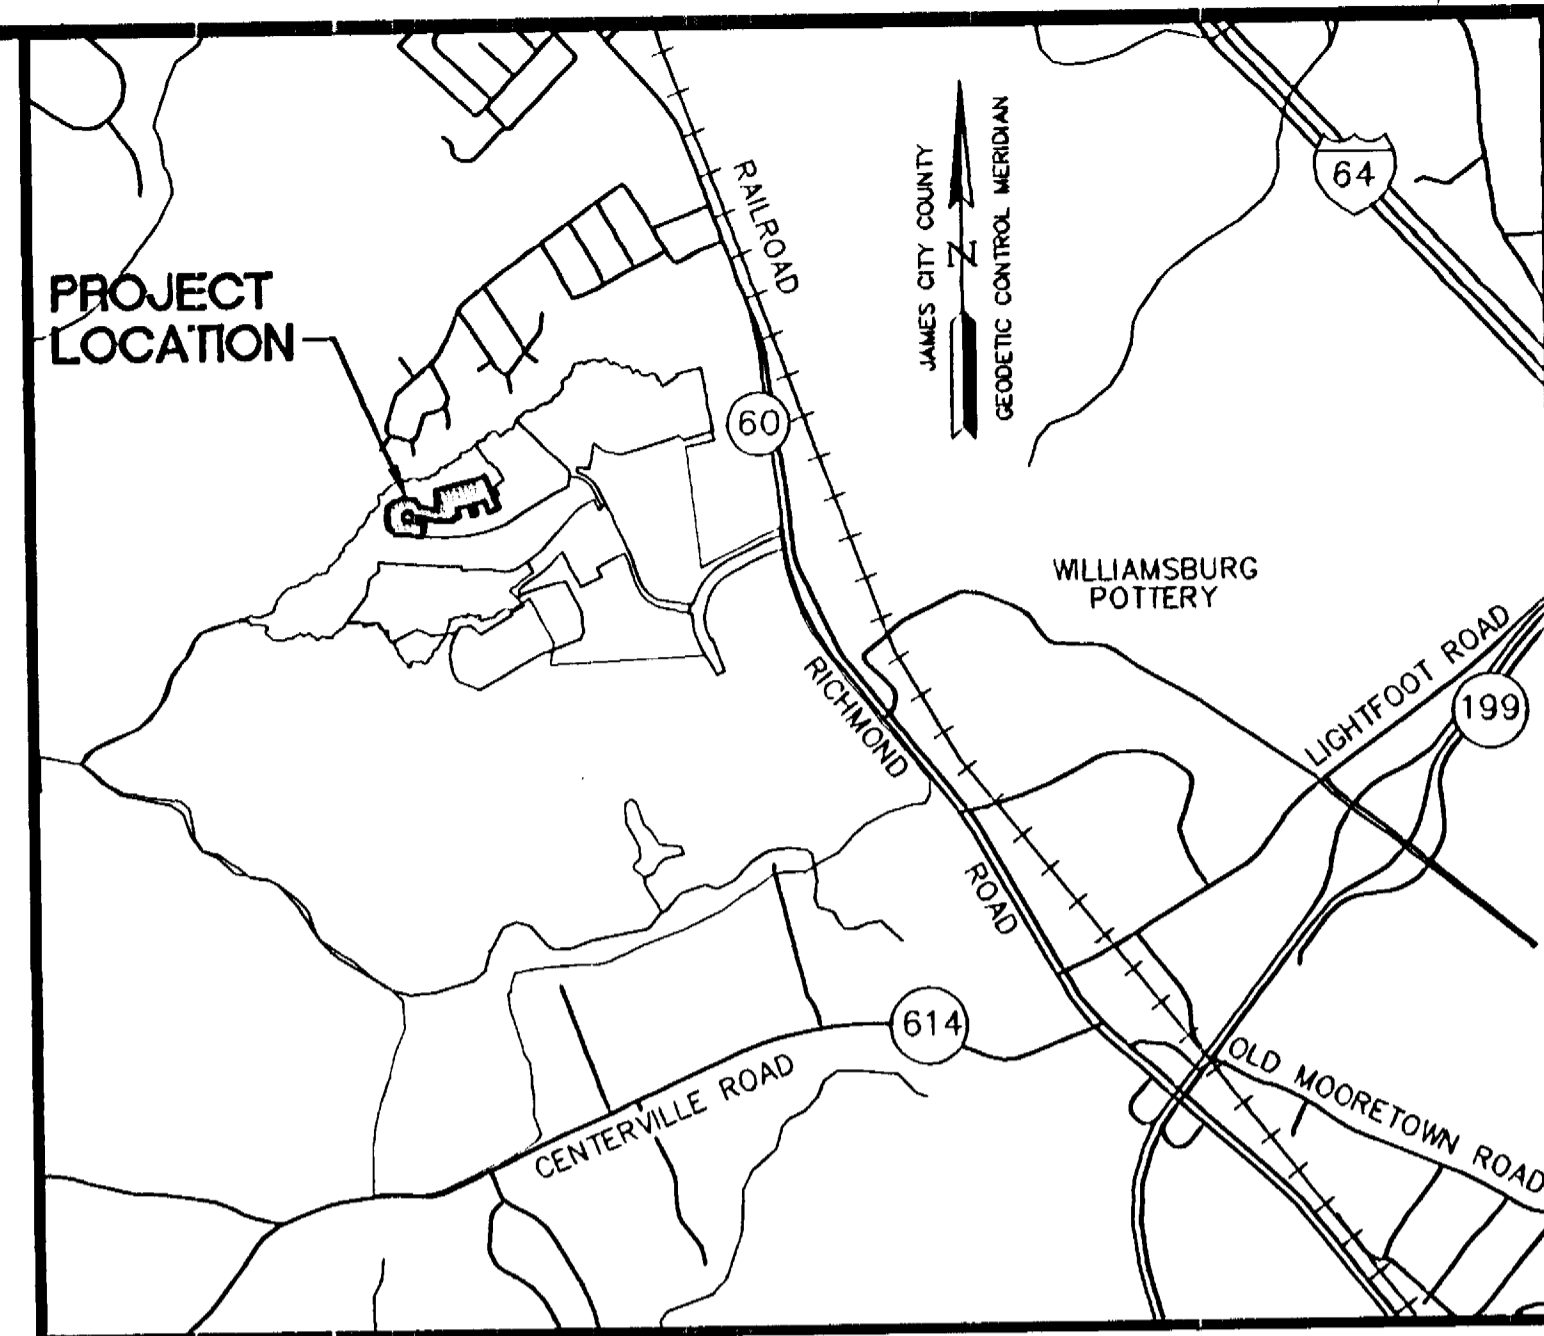 RAILROAD
JAMES CITY COUNTY
N
GEODETIC CONTROL MERIDIAN
64
PROJECT
LOCATION
60
WILLIAMSBURG
POTTERY
LIGHTFOOT ROAD
199
RICHMOND
ROAD
614
CENTERVILLE ROAD
OLD MOORETOWN ROAD